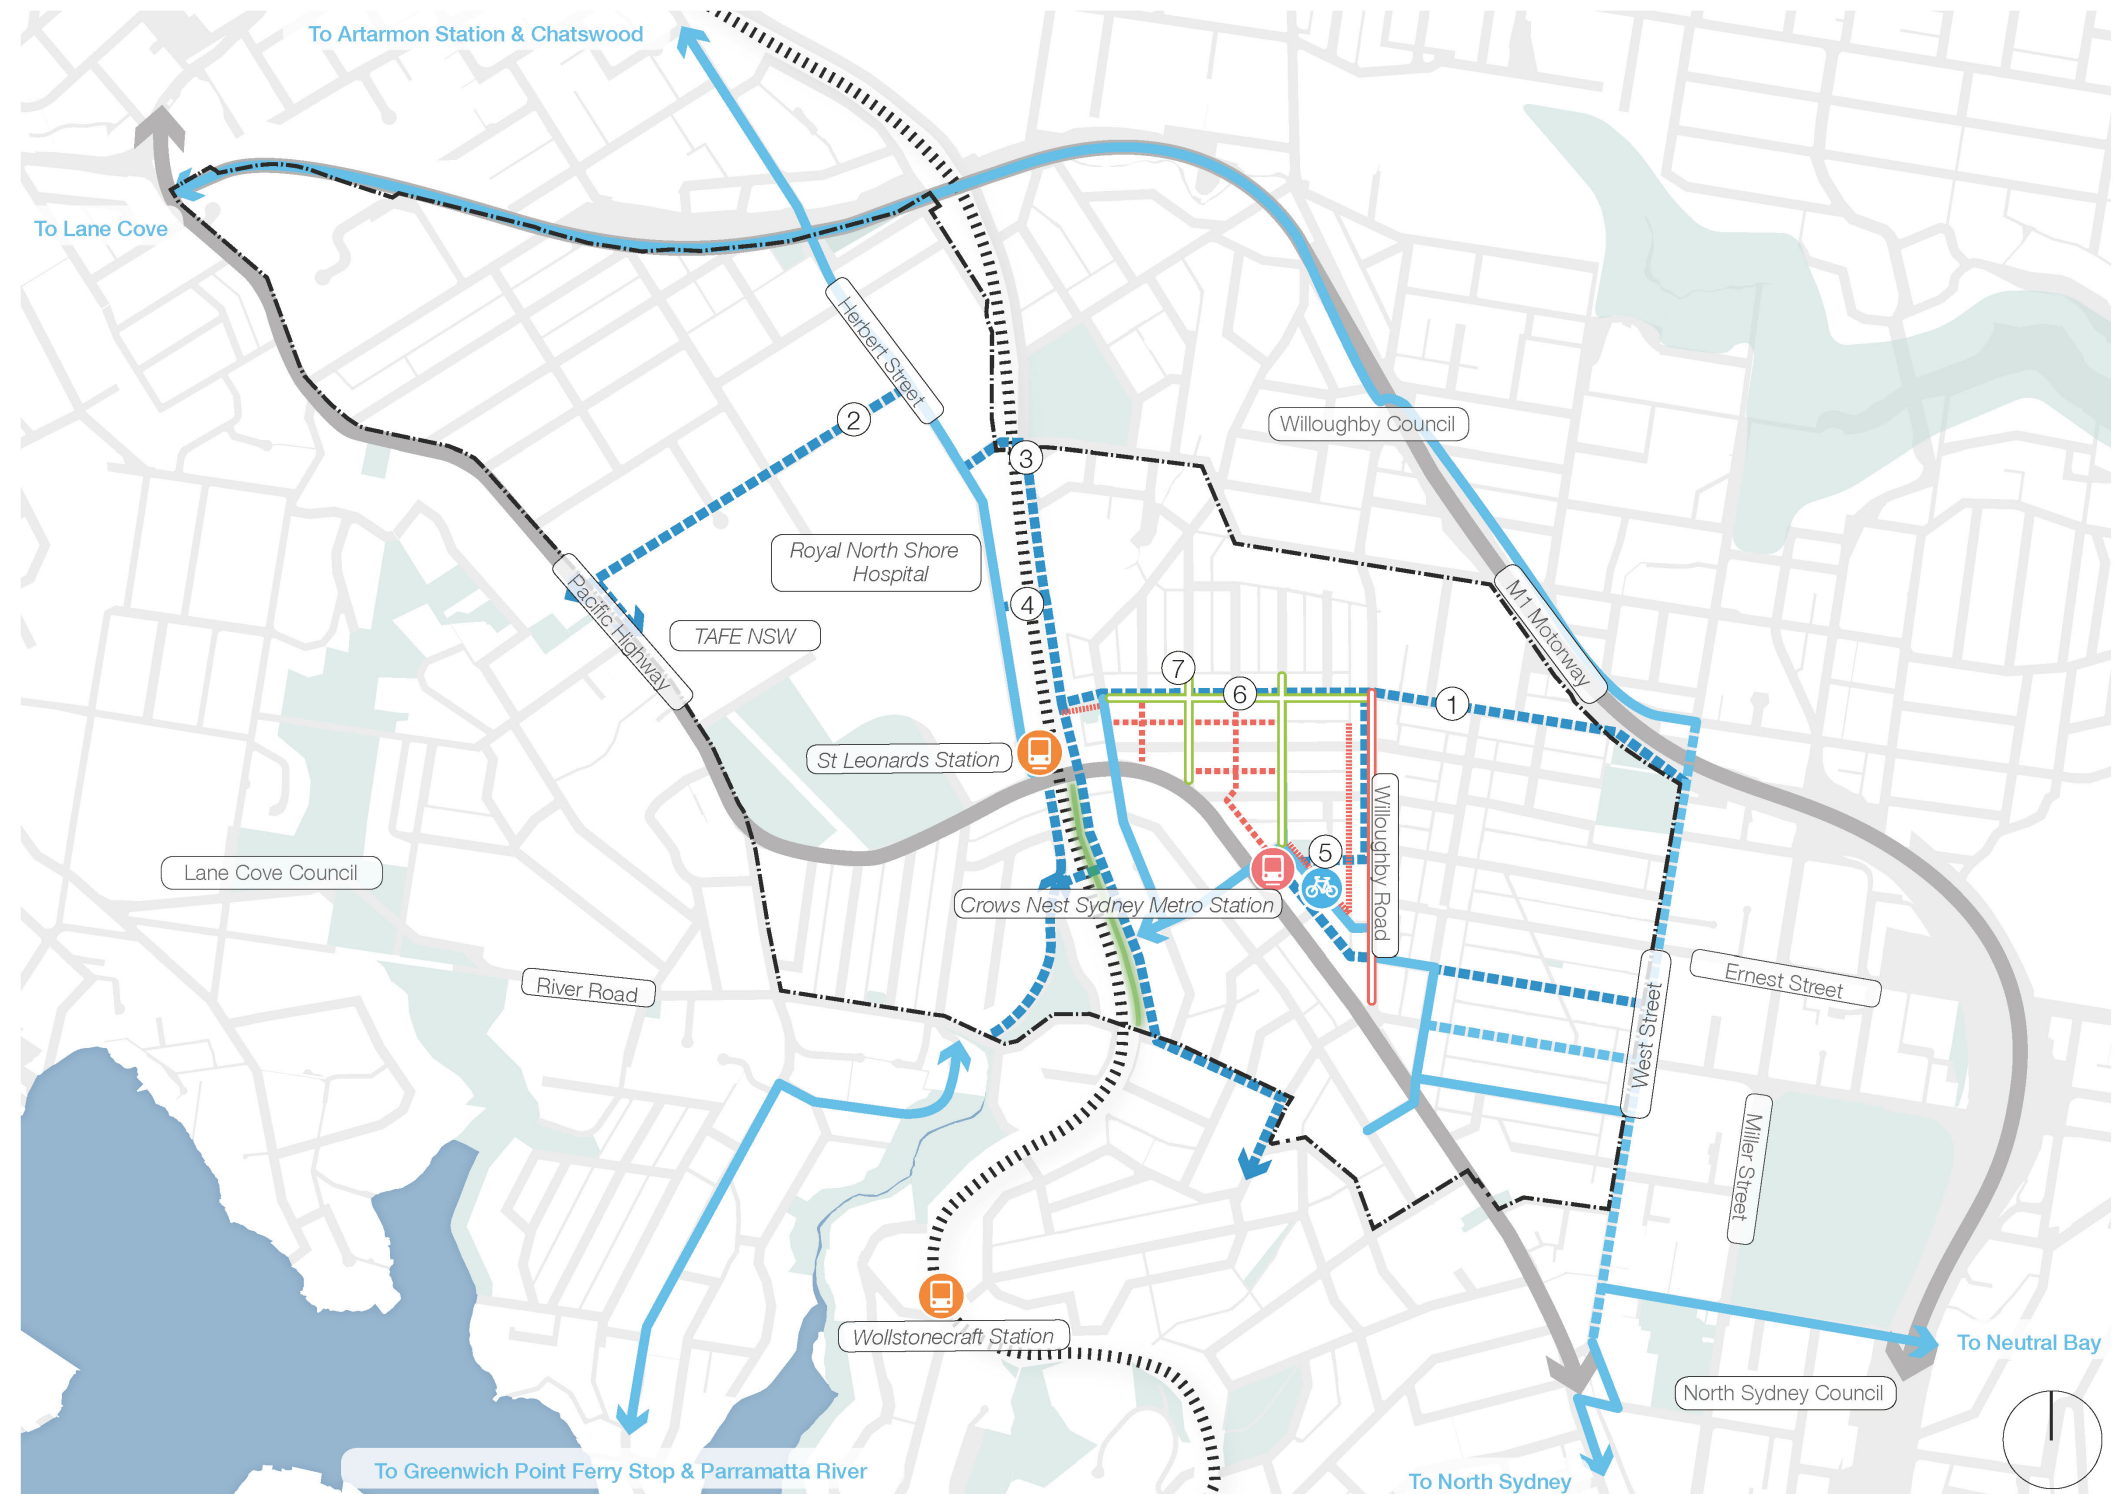 To Artarmon Station & Chatswood
To Lane Cove
Herbert Street
2
3
Willoughby Council
Royal North Shore
Hospital
4
Pacific Highway
TAFE NSW
M1 Motorway
7
6
1
St Leonards Station
Willoughby Road
5
Lane Cove Council
Crows Nest Sydney Metro Station
River Road
Ernest Street
West Street
Miller Street
Wollstonecraft Station
To Neutral Bay
North Sydney Council
To Greenwich Point Ferry Stop & Parramatta River
To North Sydney